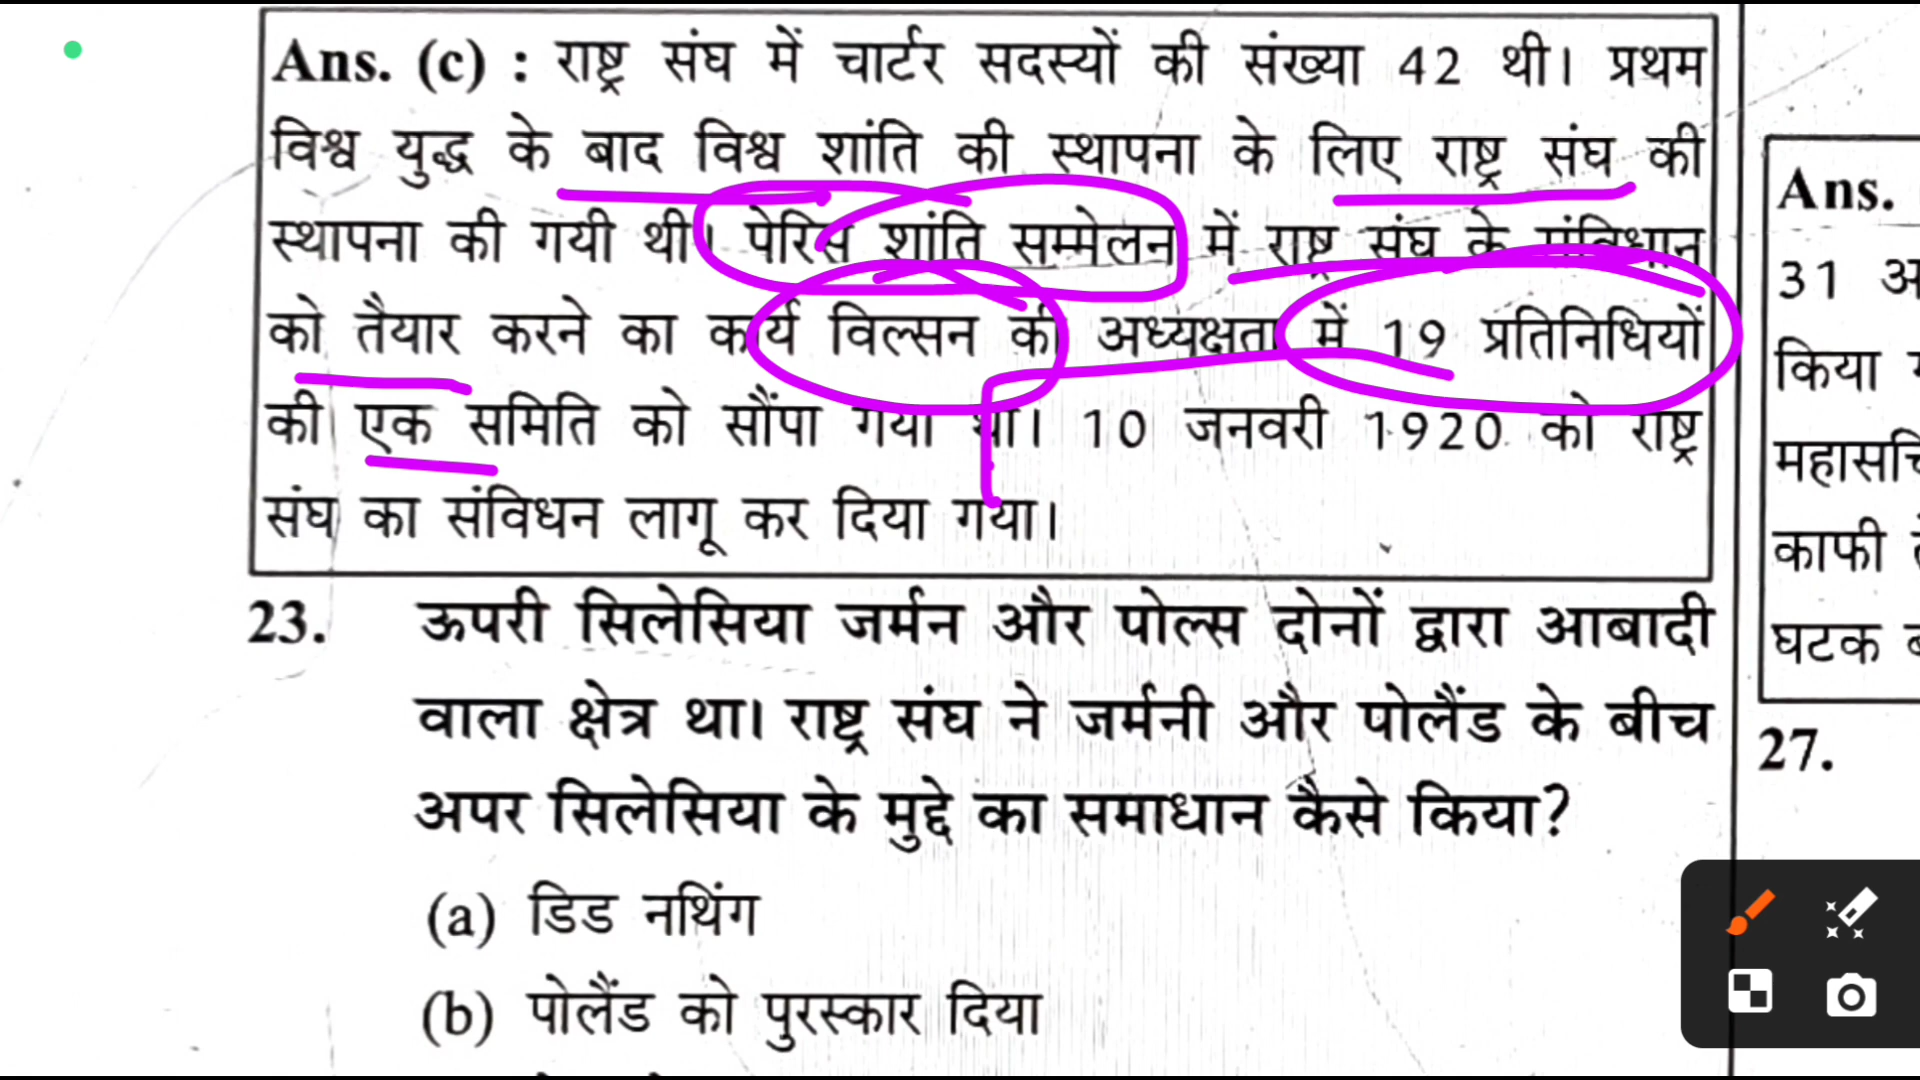 Ans. (c) : राष्ट्र संघ में चार्टर सदस्यों की संख्या 42 थी। प्रथम
विश्व युद्ध के बाद विश्व शांति की स्थापना के लिए राष्ट्र संघ की
स्थापना की गयी थी। पेरिस शांति सम्मेलन में राष्ट्र संघ के संविधान
को तैयार करने का कार्य विल्सन की अध्यक्षता में 19 प्रतिनिधियों
की एक समिति को सौंपा गया था। 10 जनवरी 1920 को राष्ट्र
संघ का संविधन लागू कर दिया गया।
23. ऊपरी सिलेसिया जर्मन और पोल्स दोनों द्वारा आबादी
वाला क्षेत्र था। राष्ट्र संघ ने जर्मनी और पोलैंड के बीच
अपर सिलेसिया के मुद्दे का समाधान कैसे किया?
(a) डिड नथिंग
(b) पोलैंड को पुरस्कार दिया
Ans.
31
किया
काफी
घटक
27.